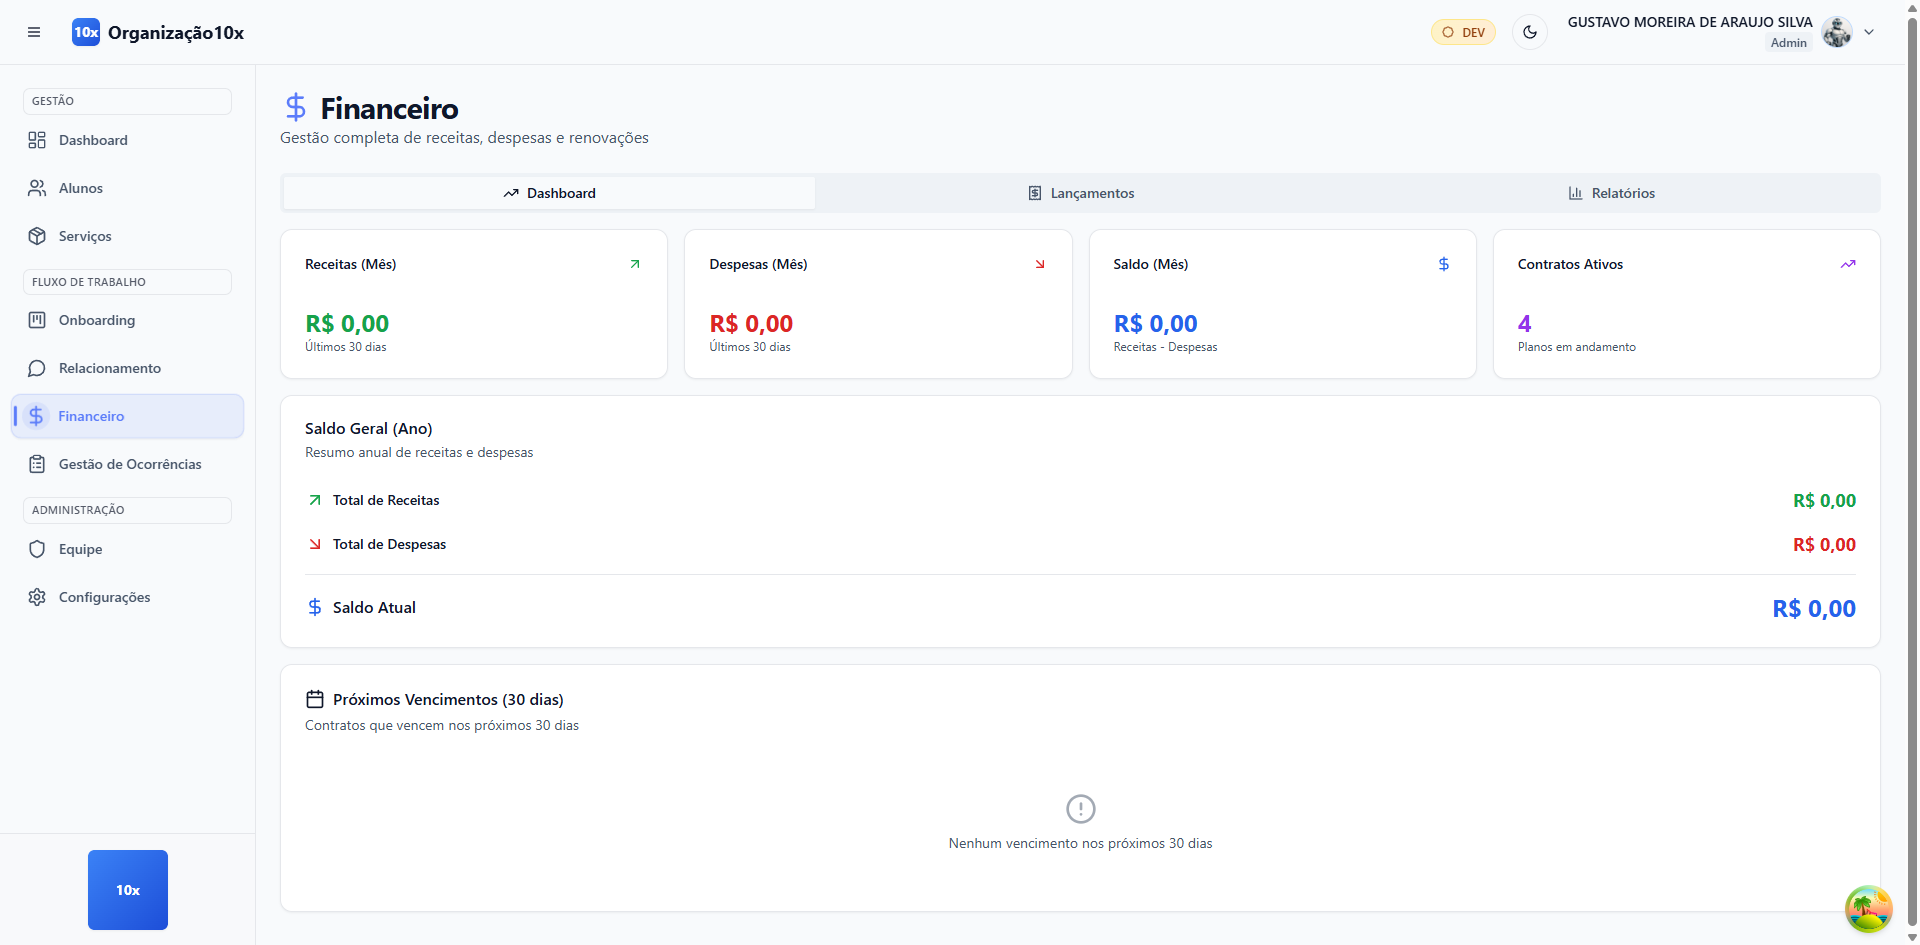 10x Organização10x
DEV
GUSTAVO MOREIRA DE ARAUJO SILVA
Admin
GESTÃO
Dashboard
Alunos
Serviços
FLUXO DE TRABALHO
Onboarding
Relacionamento
Financeiro
Gestão de Ocorrências
ADMINISTRAÇÃO
Equipe
Configurações
10x
Financeiro
Gestão completa de receitas, despesas e renovações
Dashboard
Lançamentos
Relatórios
Receitas (Mês)
R$ 0,00
Últimos 30 dias
Despesas (Mês)
R$ 0,00
Últimos 30 dias
Saldo (Mês)
R$ 0,00
Receitas - Despesas
Contratos Ativos
4
Planos em andamento
Saldo Geral (Ano)
Resumo anual de receitas e despesas
Total de Receitas R$ 0,00
Total de Despesas R$ 0,00
Saldo Atual R$ 0,00
Próximos Vencimentos (30 dias)
Contratos que vencem nos próximos 30 dias
Nenhum vencimento nos próximos 30 dias